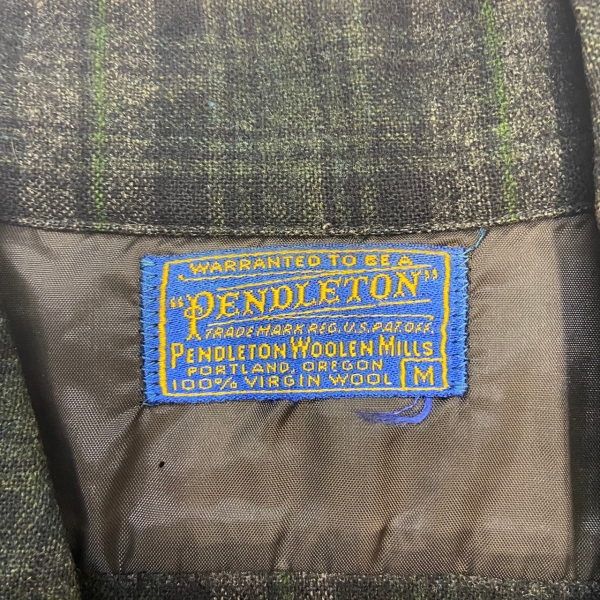 WARRANTED TO BE A
"PENDLETON"
TRADE MARK REG. U.S. PAT. OFF.
PENDLETON WOOLEN MILLS
PORTLAND, OREGON
100% VIRGIN WOOL M